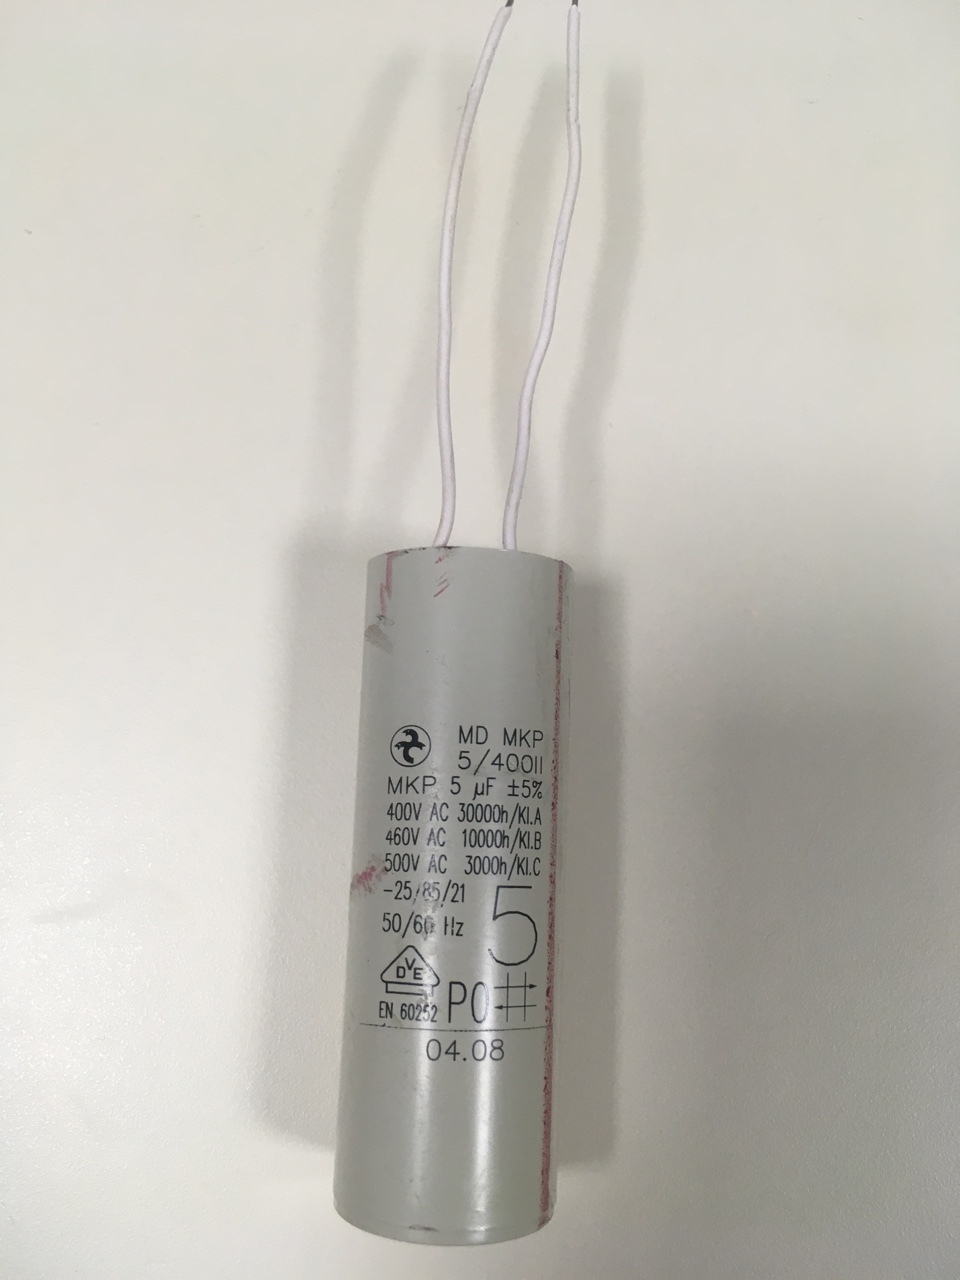 MD MKP
5/400II
MKP 5 µF ±5%
400V AC 30000h/Kl.A
460V AC 10000h/Kl.B
500V AC 3000h/Kl.C
-25/85/21
50/60 Hz
5
DVE
EN 60252
P0
04.08